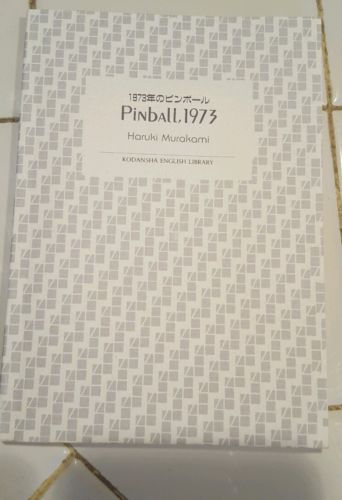 1973年のピンボール
Pinball, 1973
Haruki Murakami
KODANSHA ENGLISH LIBRARY